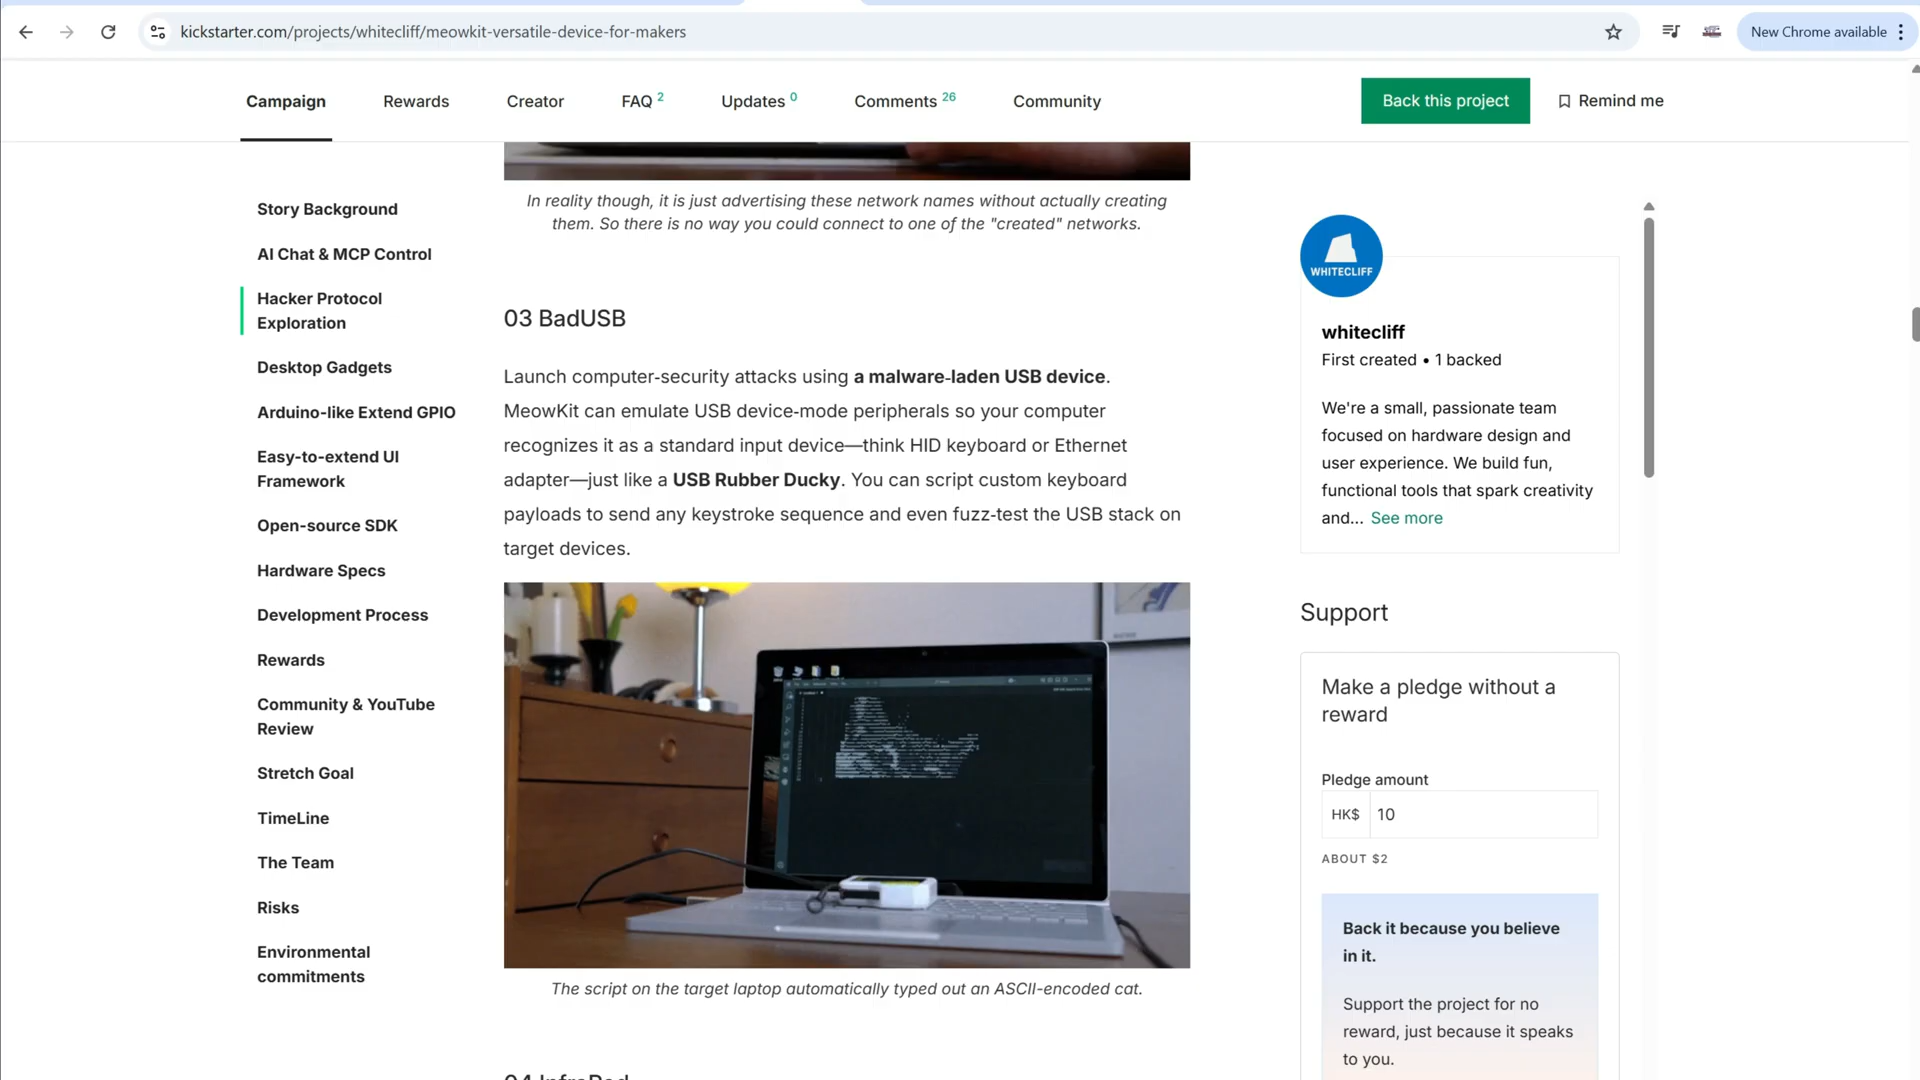 kickstarter.com/projects/whitecliff/meowkit-versatile-device-for-makers
New Chrome available
Campaign
Rewards
Creator
FAQ 2
Updates 0
Comments 26
Community
Back this project
Remind me
Story Background
AI Chat & MCP Control
Hacker Protocol
Exploration
Desktop Gadgets
Arduino-like Extend GPIO
Easy-to-extend UI
Framework
Open-source SDK
Hardware Specs
Development Process
Rewards
Community & YouTube
Review
Stretch Goal
TimeLine
The Team
Risks
Environmental
commitments
In reality though, it is just advertising these network names without actually creating
them. So there is no way you could connect to one of the "created" networks.
03 BadUSB
Launch computer-security attacks using a malware-laden USB device.
MeowKit can emulate USB device-mode peripherals so your computer
recognizes it as a standard input device—think HID keyboard or Ethernet
adapter—just like a USB Rubber Ducky. You can script custom keyboard
payloads to send any keystroke sequence and even fuzz-test the USB stack on
target devices.
The script on the target laptop automatically typed out an ASCII-encoded cat.
04 InfraRed
WHITECLIFF
whitecliff
First created • 1 backed
We're a small, passionate team
focused on hardware design and
user experience. We build fun,
functional tools that spark creativity
and... See more
Support
Make a pledge without a
reward
Pledge amount
HK$ 10
ABOUT $2
Back it because you believe
in it.
Support the project for no
reward, just because it speaks
to you.